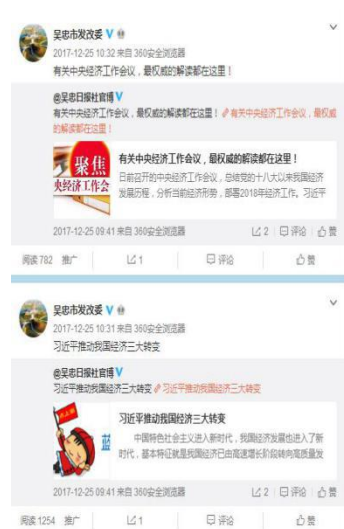 吴忠市发改委
2017-12-25 10:32 来自 360安全浏览器
有关中央经济工作会议，最权威的解读都在这里！
@吴忠日报社官博
有关中央经济工作会议，最权威的解读都在这里！有关中央经济工作会议，最权威
的解读都在这里！
聚焦
央经济工作会
有关中央经济工作会议，最权威的解读都在这里！
日前召开的中央经济工作会议，总结党的十八大以来我国经济
发展历程，分析当前经济形势，部署2018年经济工作。习近平
2017-12-25 09:41 来自 360安全浏览器 2 评论 赞
阅读 782 推广 1 评论 赞
吴忠市发改委
2017-12-25 10:31 来自 360安全浏览器
习近平推动我国经济三大转变
@吴忠日报社官博
习近平推动我国经济三大转变 习近平推动我国经济三大转变
蓝
习近平推动我国经济三大转变
中国特色社会主义进入新时代，我国经济发展也进入了新
时代，基本特征就是我国经济已由高速增长阶段转向高质量发
2017-12-25 09:41 来自 360安全浏览器 2 评论 赞
阅读 1254 推广 1 评论 赞